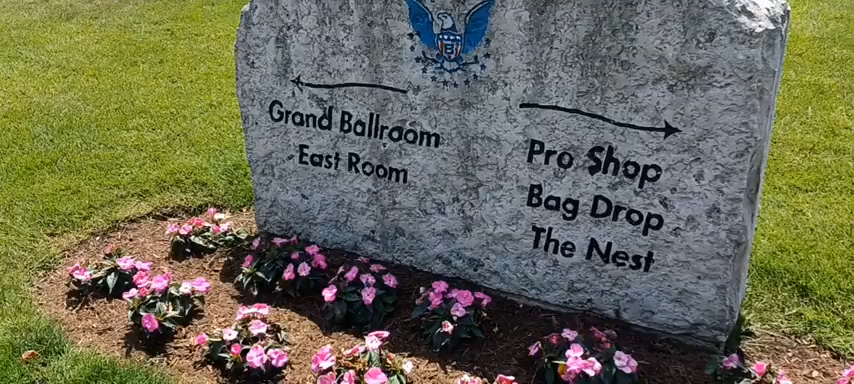 Grand Ballroom
East Room
Pro Shop
Bag Drop
The Nest